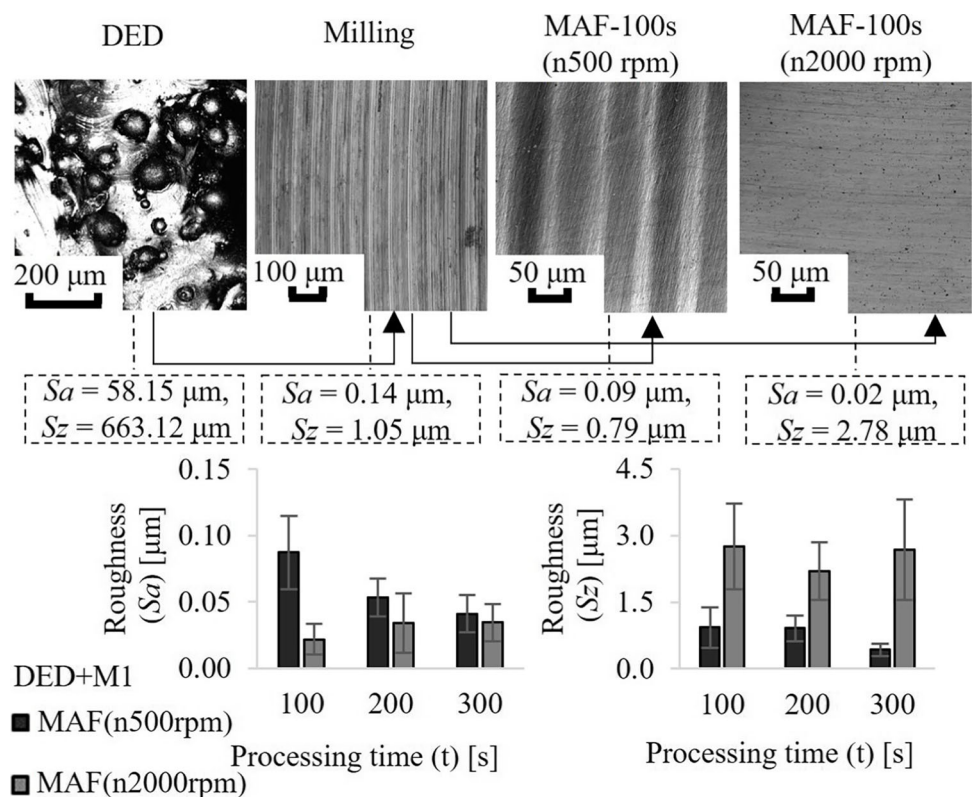 DED
Milling
MAF-100s
(n500 rpm)
MAF-100s
(n2000 rpm)
200 μm
100 μm
50 μm
50 μm
Sa = 58.15 μm,
Sz = 663.12 μm
Sa = 0.14 μm,
Sz = 1.05 μm
Sa = 0.09 μm,
Sz = 0.79 μm
Sa = 0.02 μm,
Sz = 2.78 μm
Roughness
(Sa) [μm]
0.15
0.10
0.05
0.00
100 200 300
Processing time (t) [s]
Roughness
(Sz) [μm]
4.5
3.0
1.5
0.0
100 200 300
Processing time (t) [s]
DED+M1
MAF(n500rpm)
MAF(n2000rpm)